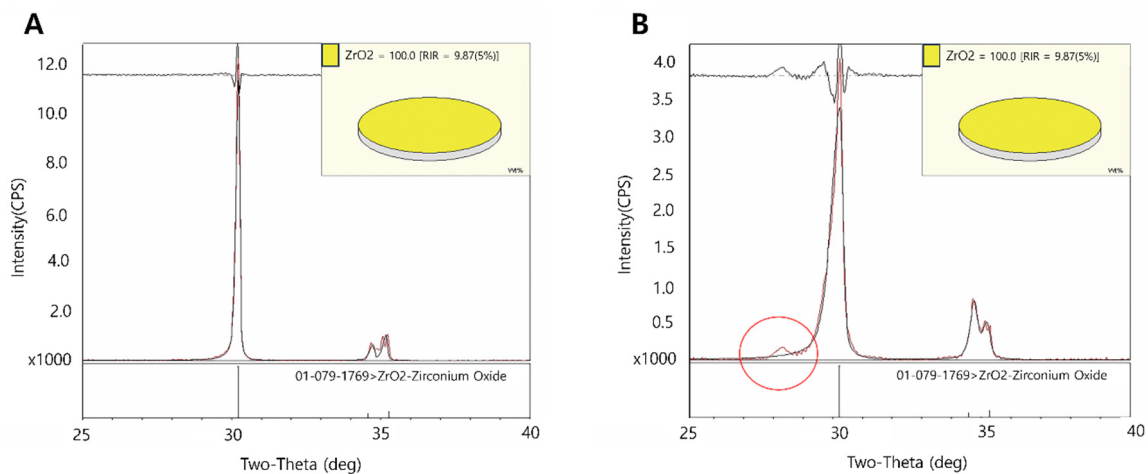 A
ZrO2 = 100.0 [RIR = 9.87(5%)]
Wt%
Intensity(CPS)
12.0
10.0
8.0
6.0
4.0
2.0
x1000
01-079-1769>ZrO2-Zirconium Oxide
25
30
35
40
Two-Theta (deg)
B
ZrO2 = 100.0 [RIR = 9.87(5%)]
Wt%
Intensity(CPS)
4.0
3.5
3.0
2.5
2.0
1.5
1.0
0.5
x1000
01-079-1769>ZrO2-Zirconium Oxide
25
30
35
40
Two-Theta (deg)